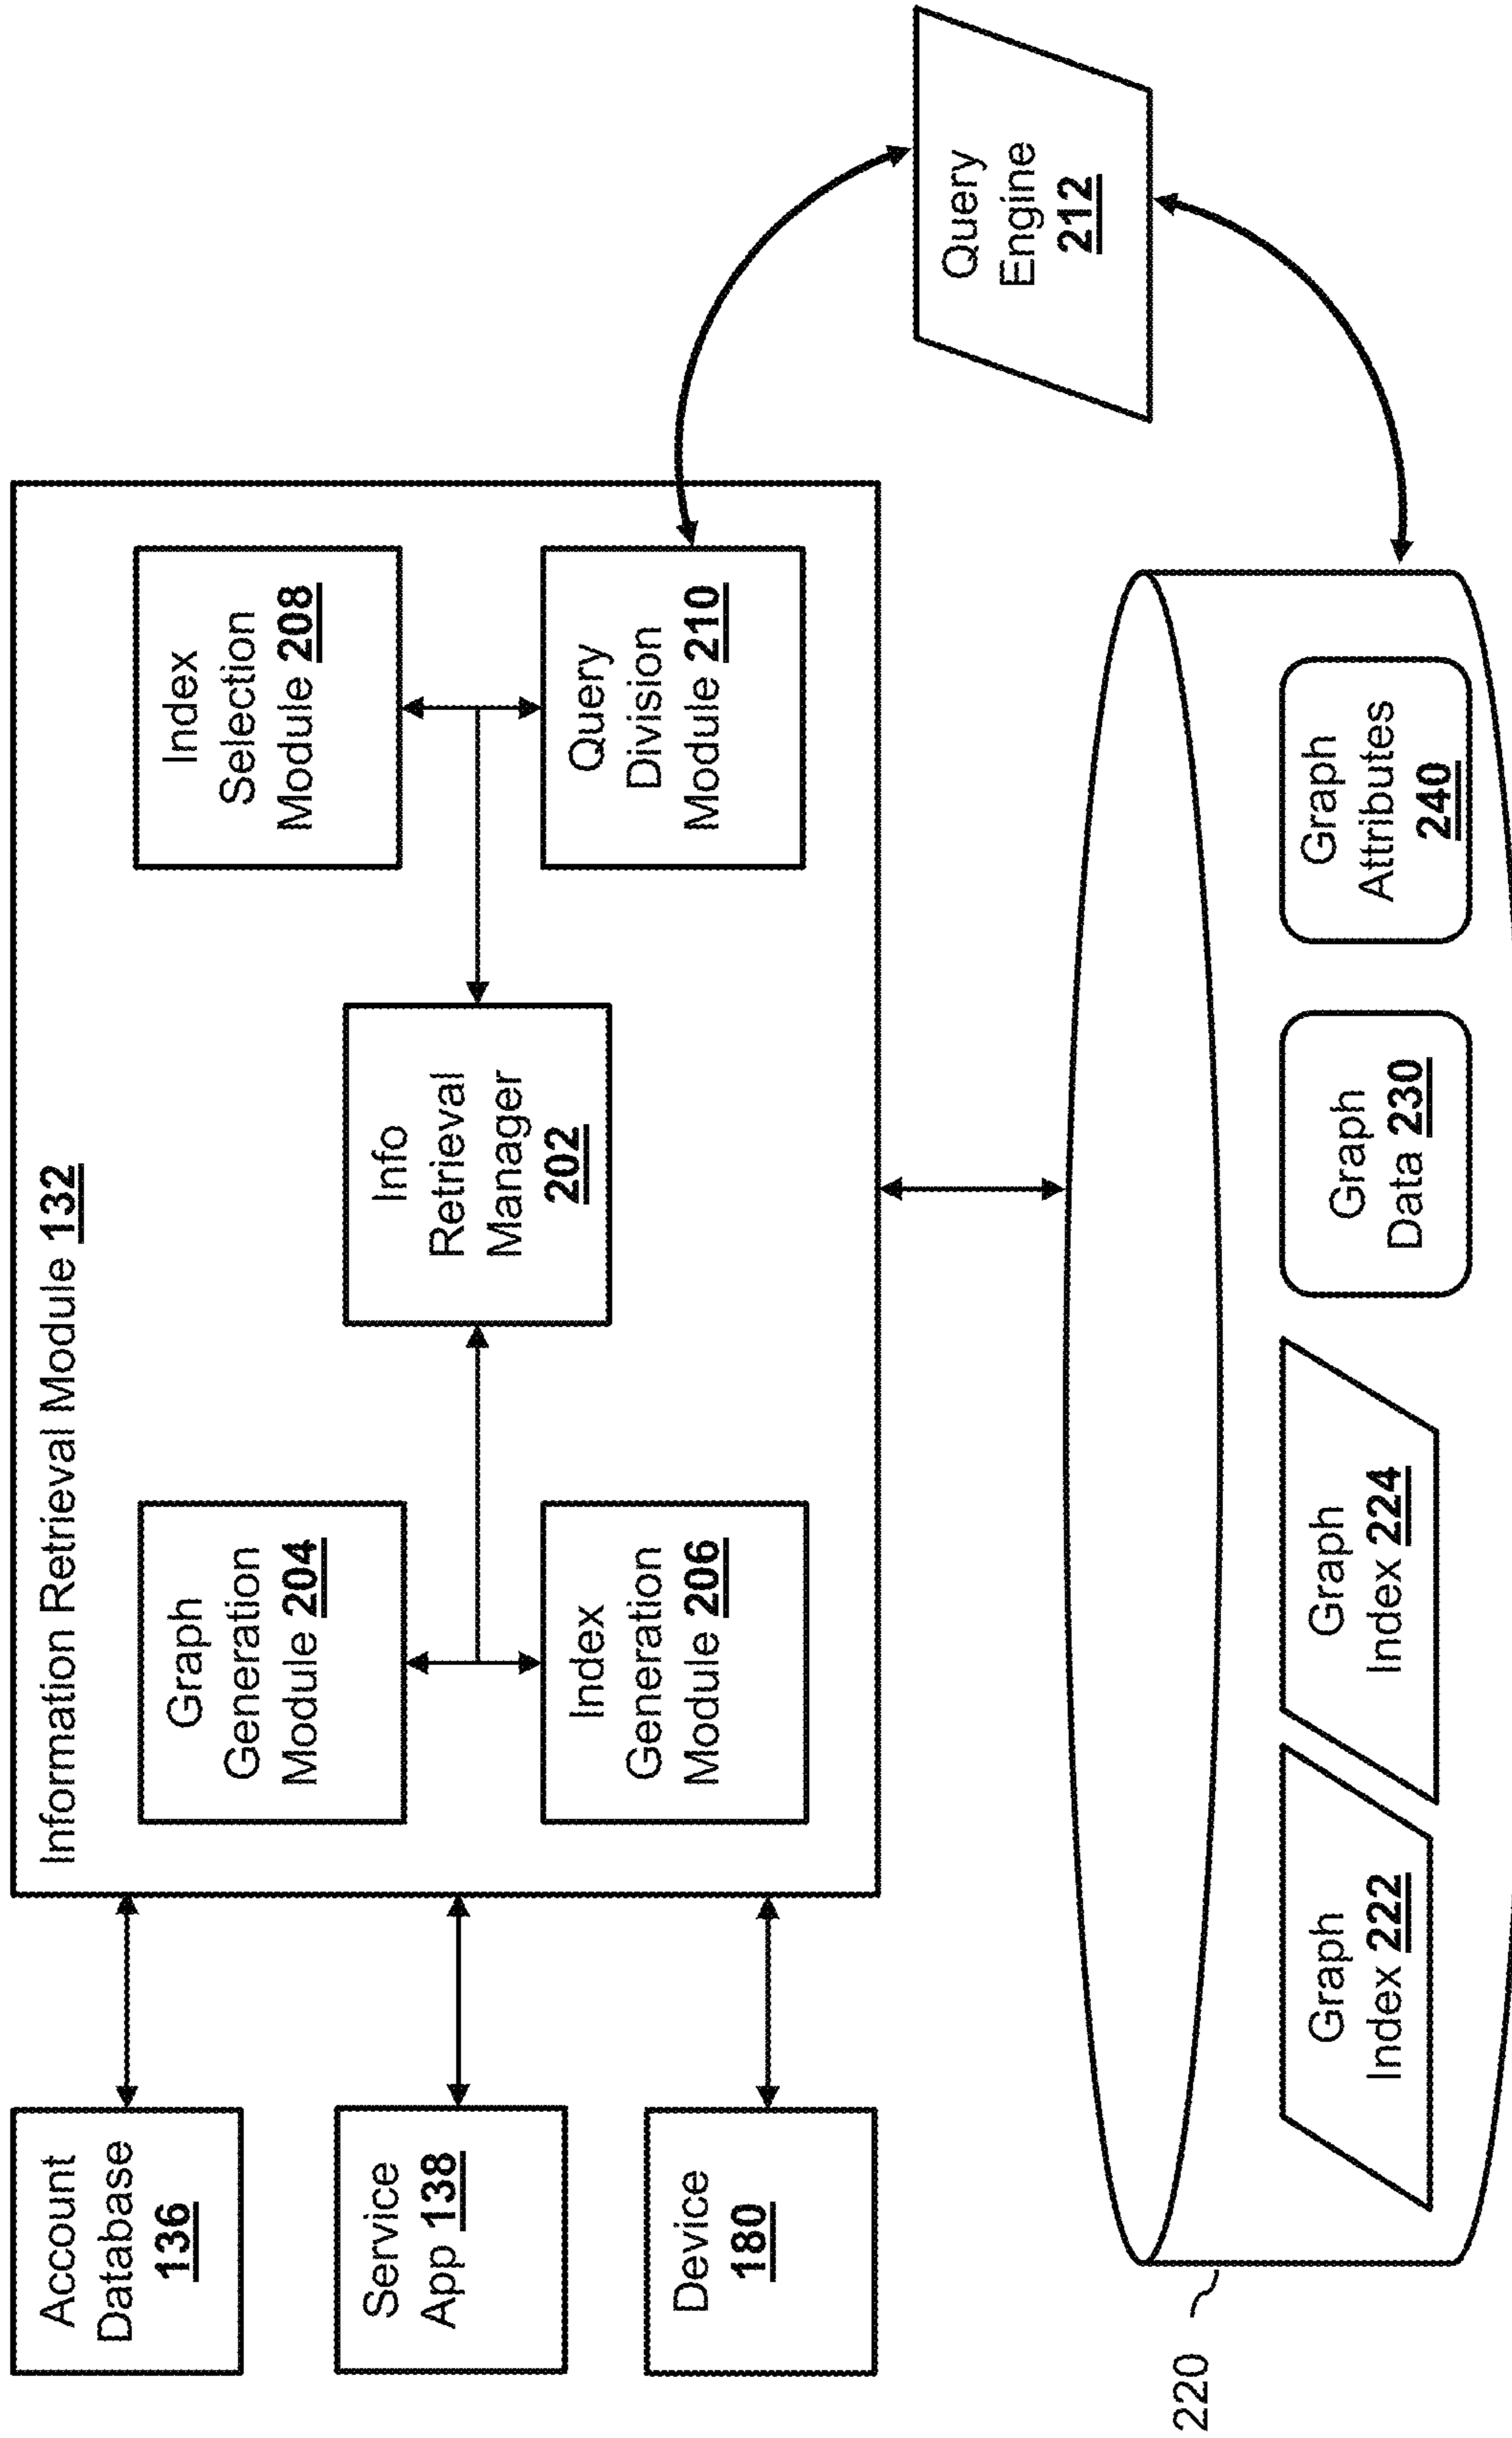 Information Retrieval Module 132
Account
Database
136
Service
App 138
Device
180
Graph
Generation
Module 204
Index
Generation
Module 206
Info
Retrieval
Manager
202
Index
Selection
Module 208
Query
Division
Module 210
Query
Engine
212
220
Graph
Index 222
Graph
Index 224
Graph
Data 230
Graph
Attributes
240